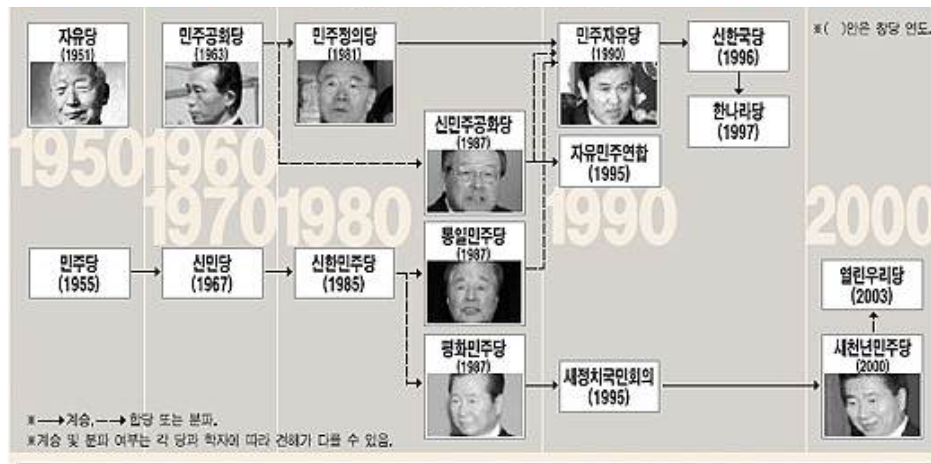 자유당
(1951)
민주공화당
(1963)
민주정의당
(1981)
민주자유당
(1990)
신한국당
(1996)
※( )안은 창당 연도.
한나라당
(1997)
신민주공화당
(1987)
자유민주연합
(1995)
1950
1960
1970
1980
1990
2000
민주당
(1955)
신민당
(1967)
신한민주당
(1985)
통일민주당
(1987)
열린우리당
(2003)
평화민주당
(1987)
새정치국민회의
(1995)
새천년민주당
(2000)
※──▶계승,─ ─▶합당 또는 분파.
※계승 및 분파 여부는 각 당과 학자에 따라 견해가 다를 수 있음.